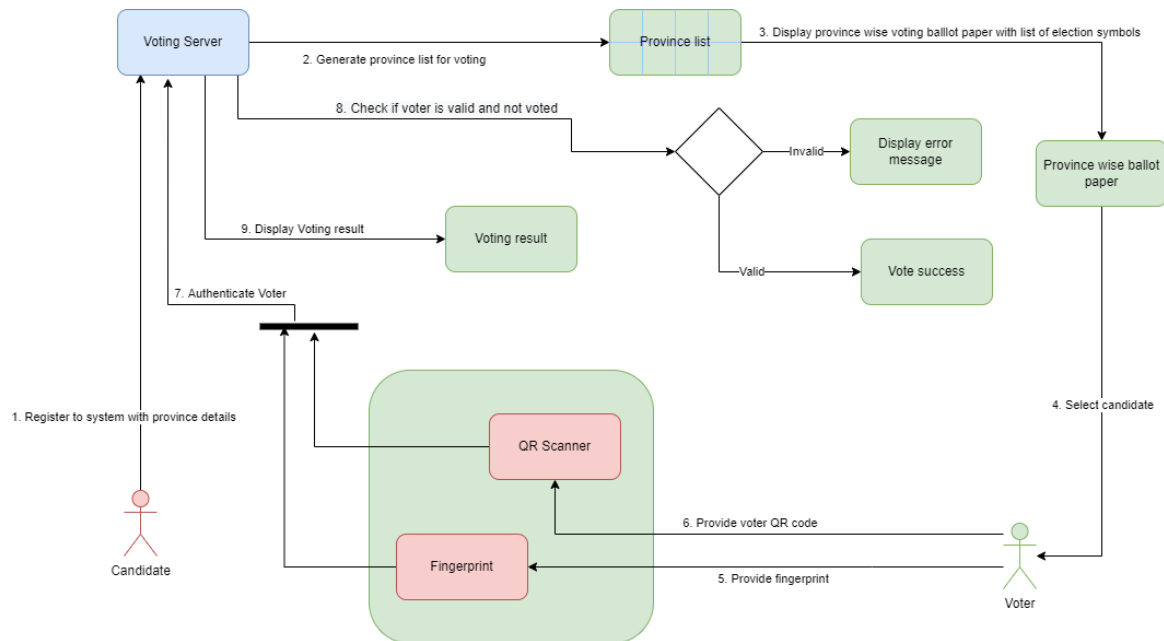 Voting Server
Province list
3. Display province wise voting balllot paper with list of election symbols
2. Generate province list for voting
8. Check if voter is valid and not voted
Invalid
Display error
message
Province wise ballot
paper
9. Display Voting result
Voting result
Valid
Vote success
7. Authenticate Voter
1. Register to system with province details
4. Select candidate
QR Scanner
6. Provide voter QR code
Fingerprint
5. Provide fingerprint
Candidate
Voter